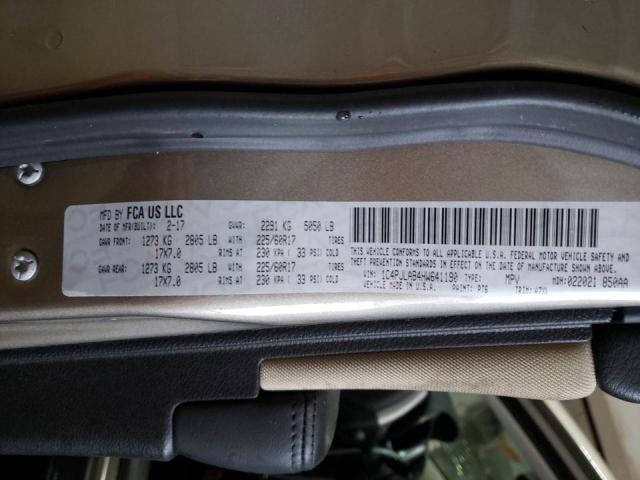 MFD BY FCA US LLC
DATE OF MFR(BUILT): 2-17 GVWR: 2291 KG 5050 LB
GAWR FRONT: 1273 KG 2805 LB WITH 225/60R17 TIRES
17X7.0 RIMS AT 230 KPA ( 33 PSI) COLD
GAWR REAR: 1273 KG 2805 LB WITH 225/60R17 TIRES
17X7.0 RIMS AT 230 KPA ( 33 PSI) COLD
THIS VEHICLE CONFORMS TO ALL APPLICABLE U.S.A. FEDERAL MOTOR VEHICLE SAFETY AND
THEFT PREVENTION STANDARDS IN EFFECT ON THE DATE OF MANUFACTURE SHOWN ABOVE.
VIN: 1C4PJLAB4HW641190 TYPE: MPV MDH: 022021 850AA
VEHICLE MADE IN U.S.A. PAINT: TRIM: